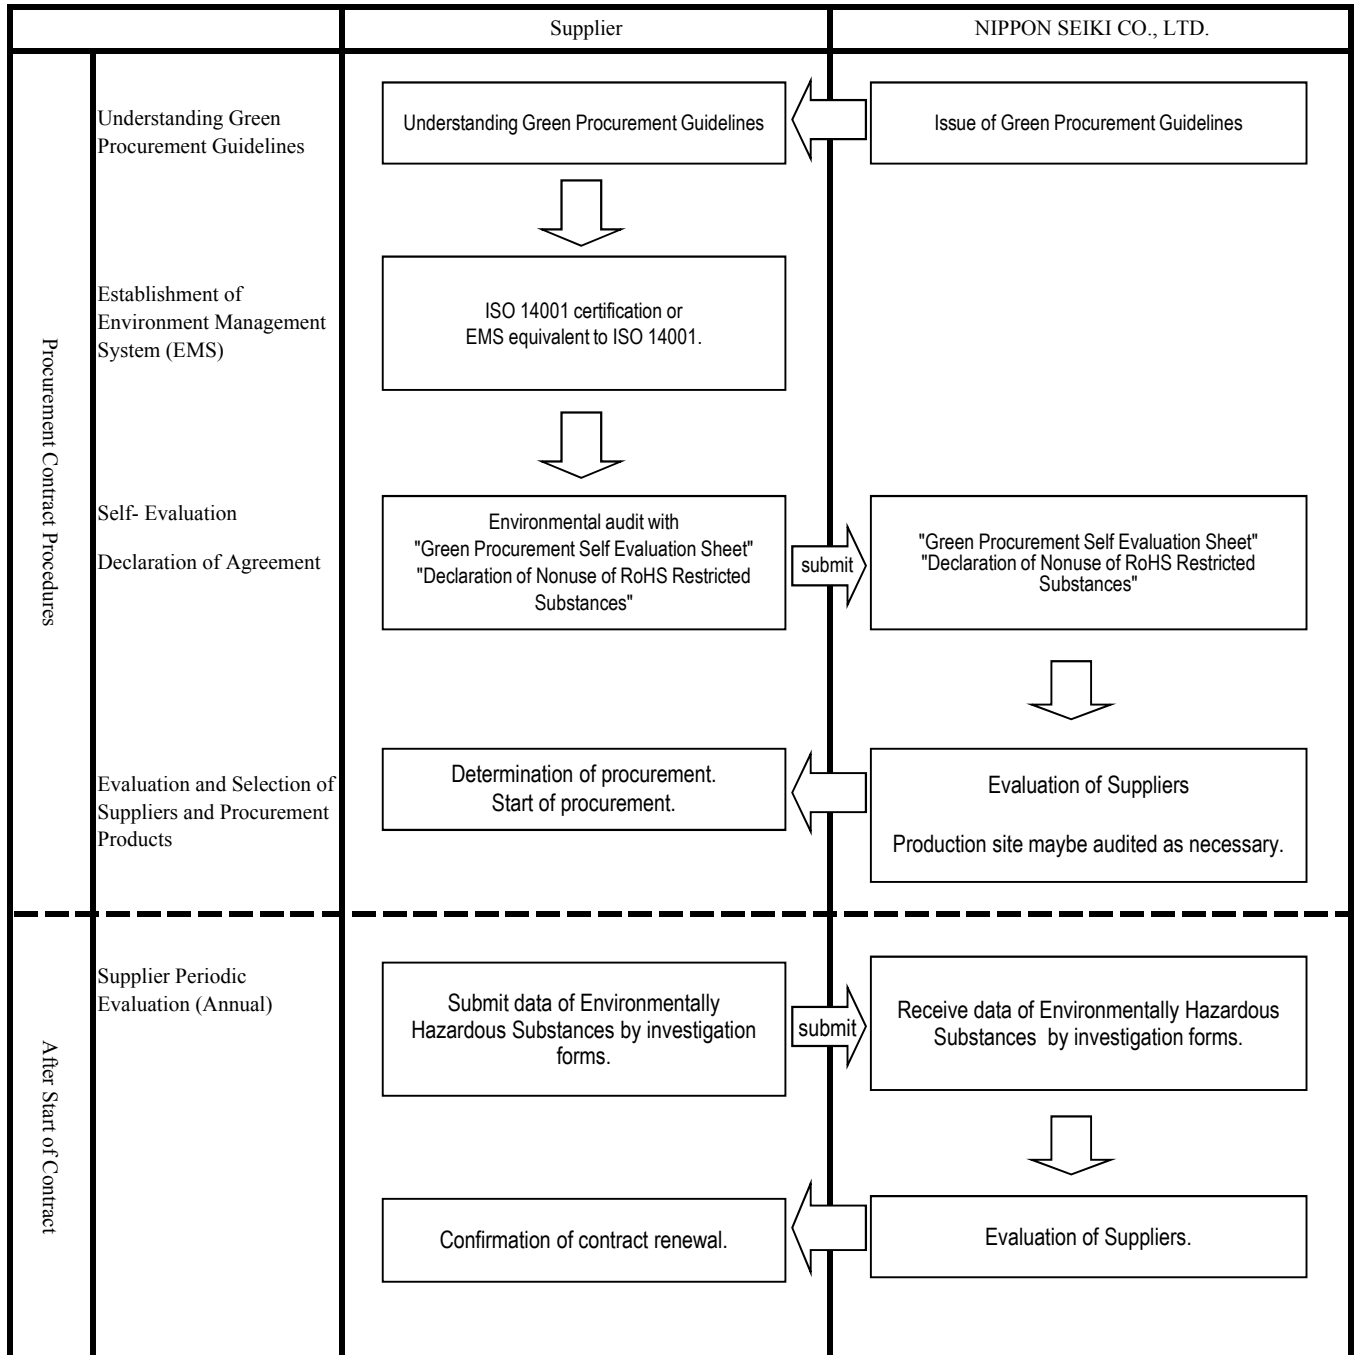 Supplier
NIPPON SEIKI CO., LTD.
Procurement Contract Procedures
Understanding Green
Procurement Guidelines
Understanding Green Procurement Guidelines
Issue of Green Procurement Guidelines
Establishment of
Environment Management
System (EMS)
ISO 14001 certification or
EMS equivalent to ISO 14001.
Self- Evaluation
Declaration of Agreement
Environmental audit with
"Green Procurement Self Evaluation Sheet"
"Declaration of Nonuse of RoHS Restricted
Substances"
submit
"Green Procurement Self Evaluation Sheet"
"Declaration of Nonuse of RoHS Restricted
Substances"
Evaluation and Selection of
Suppliers and Procurement
Products
Determination of procurement.
Start of procurement.
Evaluation of Suppliers
Production site maybe audited as necessary.
After Start of Contract
Supplier Periodic
Evaluation (Annual)
Submit data of Environmentally
Hazardous Substances by investigation
forms.
submit
Receive data of Environmentally Hazardous
Substances by investigation forms.
Confirmation of contract renewal.
Evaluation of Suppliers.